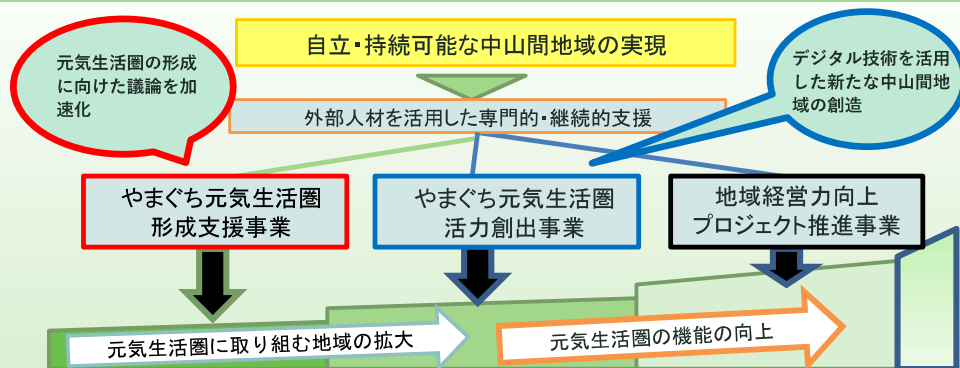 自立・持続可能な中山間地域の実現
元気生活圏の形成
に向けた議論を加
速化
デジタル技術を活用
した新たな中山間地
域の創造
外部人材を活用した専門的・継続的支援
やまぐち元気生活圏
形成支援事業
やまぐち元気生活圏
活力創出事業
地域経営力向上
プロジェクト推進事業
元気生活圏に取り組む地域の拡大
元気生活圏の機能の向上